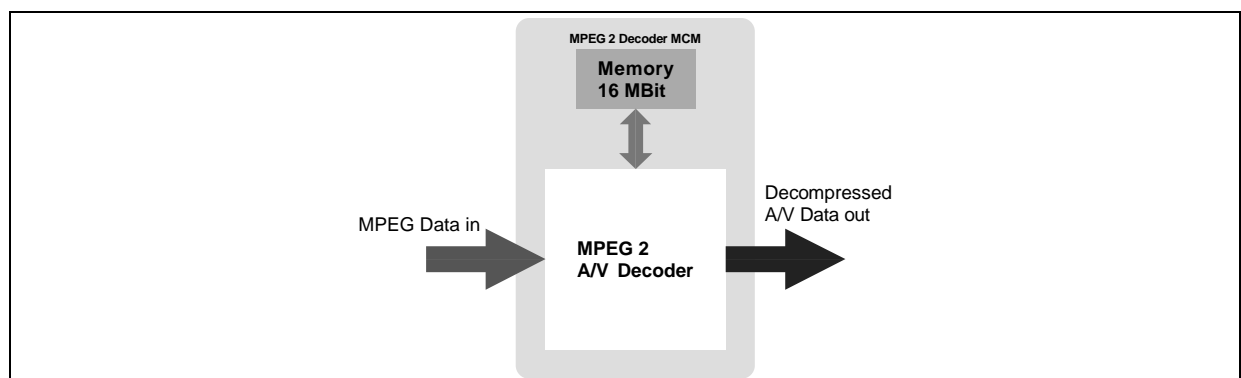 MPEG 2 Decoder MCM
Memory
16 MBit
MPEG Data in
MPEG 2
A/V Decoder
Decompressed
A/V Data out